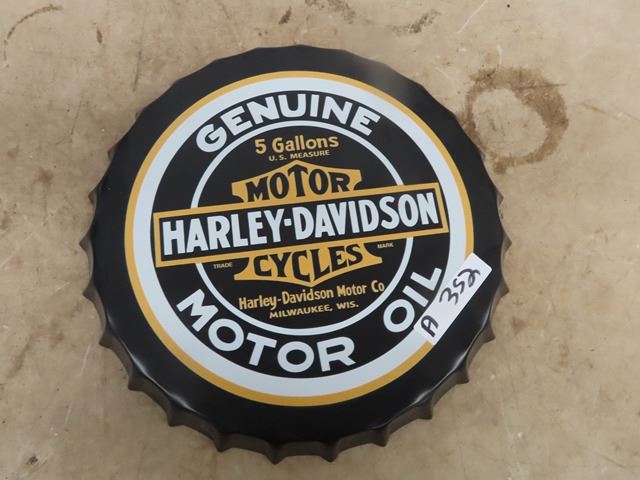 GENUINE
5 Gallons
U.S. MEASURE
MOTOR
HARLEY-DAVIDSON
TRADE MARK
CYCLES
Harley-Davidson Motor Co
MILWAUKEE, WIS.
MOTOR OIL
A 352